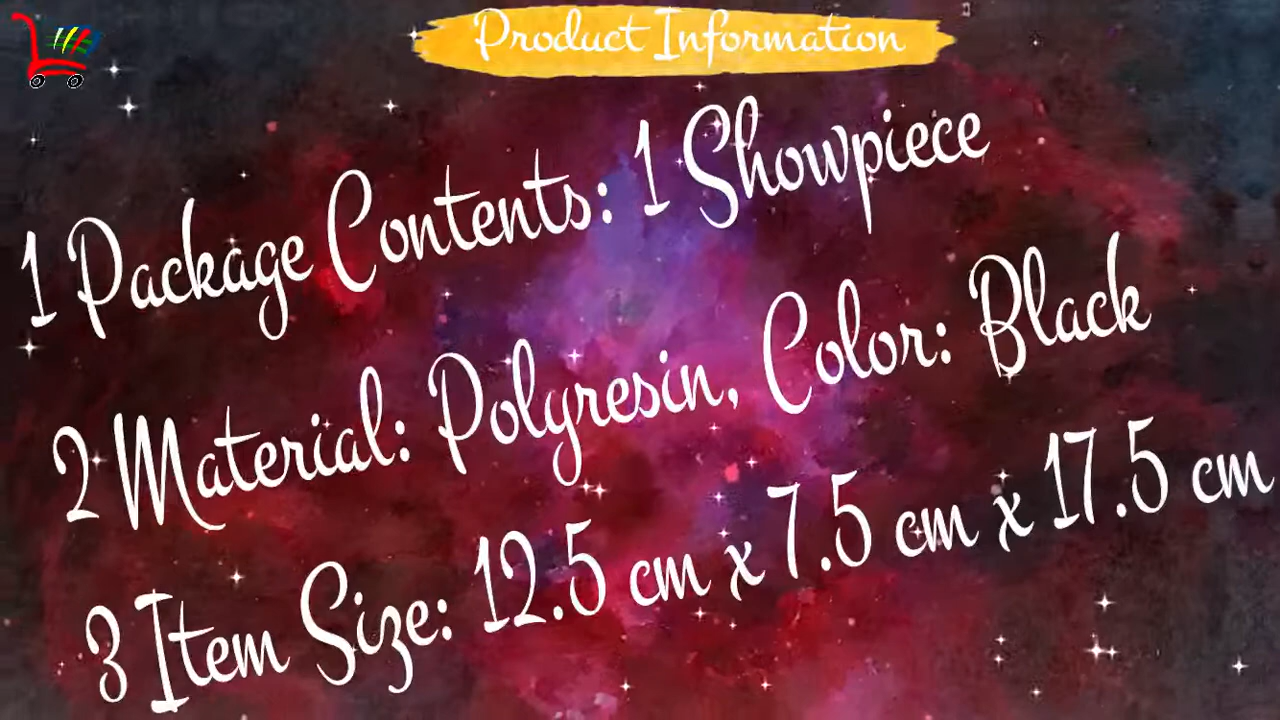 Product Information
1 Package Contents: 1 Showpiece
2 Material: Polyresin, Color: Black
3 Item Size: 12.5 cm x 7.5 cm x 17.5 cm